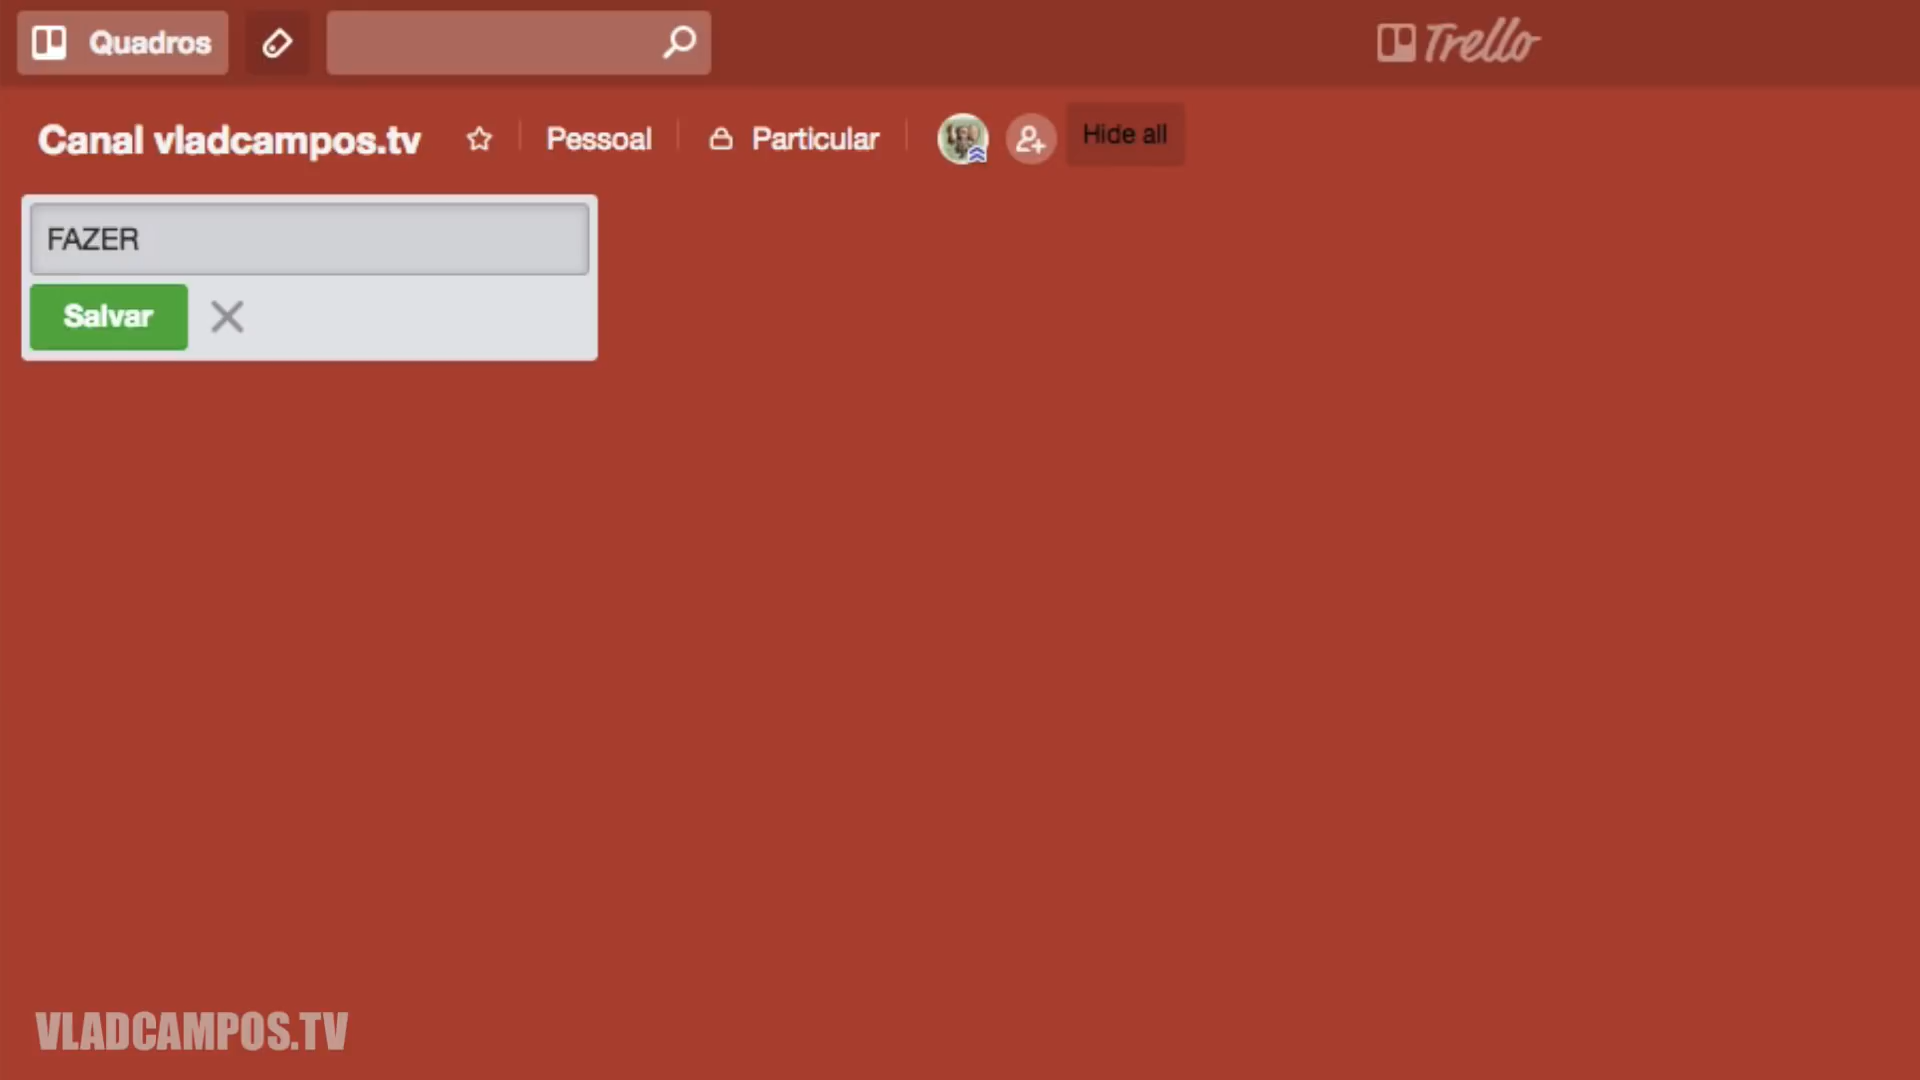 Quadros
Trello
Canal vladcampos.tv
Pessoal
Particular
Hide all
FAZER
Salvar
VLADCAMPOS.TV